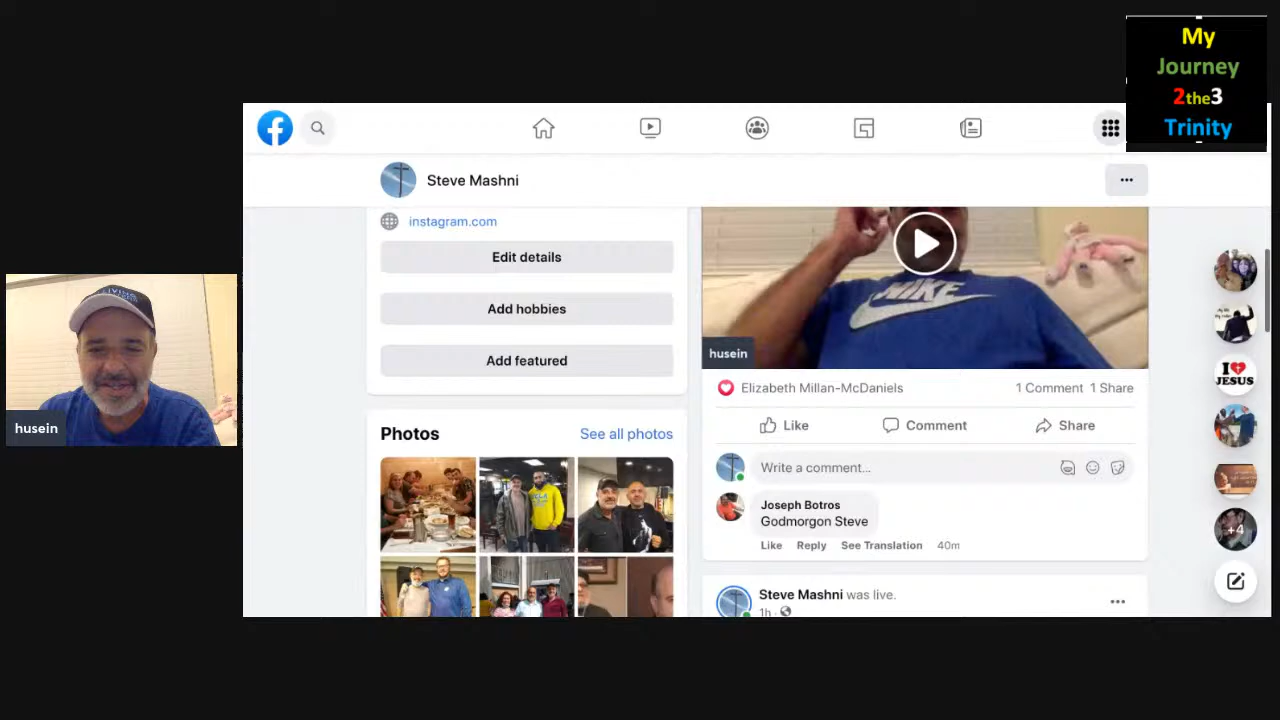 My
Journey
2the3
Trinity
Steve Mashni
instagram.com
Edit details
Add hobbies
Add featured
Photos
See all photos
NIKE
husein
Elizabeth Millan-McDaniels
1 Comment 1 Share
Like
Comment
Share
Write a comment...
Joseph Botros
Godmorgon Steve
Like Reply See Translation 40m
Steve Mashni was live.
1h
LIVING
husein
I
JESUS
+4